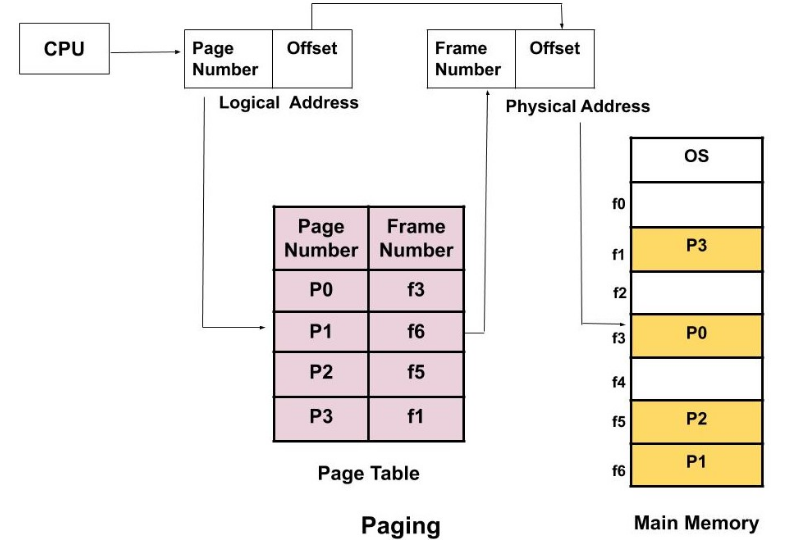 CPU
Page
Number
Offset
Logical Address
Frame
Number
Offset
Physical Address
Page
Number
Frame
Number
P0 f3
P1 f6
P2 f5
P3 f1
Page Table
OS
f0
f1 P3
f2
f3 P0
f4
f5 P2
f6 P1
Main Memory
Paging